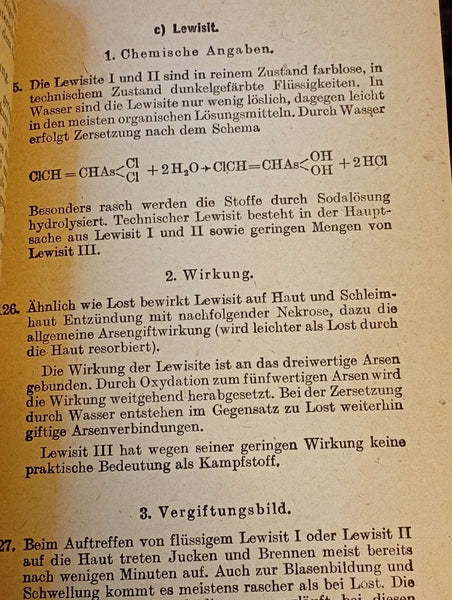 c) Lewisit.
1. Chemische Angaben.
5. Die Lewisite I und II sind in reinem Zustand farblose, in
technischem Zustand dunkelgefärbte Flüssigkeiten. In
Wasser sind die Lewisite nur wenig löslich, dagegen leicht
in den meisten organischen Lösungsmitteln. Durch Wasser
erfolgt Zersetzung nach dem Schema
ClCH = CHAs< Cl Cl + 2 H₂O → ClCH = CHAs< OH OH + 2 HCl
Besonders rasch werden die Stoffe durch Sodalösung
hydrolysiert. Technischer Lewisit besteht in der Haupt-
sache aus Lewisit I und II sowie geringen Mengen von
Lewisit III.
2. Wirkung.
26. Ähnlich wie Lost bewirkt Lewisit auf Haut und Schleim-
haut Entzündung mit nachfolgender Nekrose, dazu die
allgemeine Arsengiftwirkung (wird leichter als Lost durch
die Haut resorbiert).
Die Wirkung der Lewisite ist an das dreiwertige Arsen
gebunden. Durch Oxydation zum fünfwertigen Arsen wird
die Wirkung weitgehend herabgesetzt. Bei der Zersetzung
durch Wasser entstehen im Gegensatz zu Lost weiterhin
giftige Arsenverbindungen.
Lewisit III hat wegen seiner geringen Wirkung keine
praktische Bedeutung als Kampfstoff.
3. Vergiftungsbild.
27. Beim Auftreffen von flüssigem Lewisit I oder Lewisit II
auf die Haut treten Jucken und Brennen meist bereits
nach wenigen Minuten auf. Auch zur Blasenbildung und
Schwellung kommt es meistens rascher als bei Lost. Die